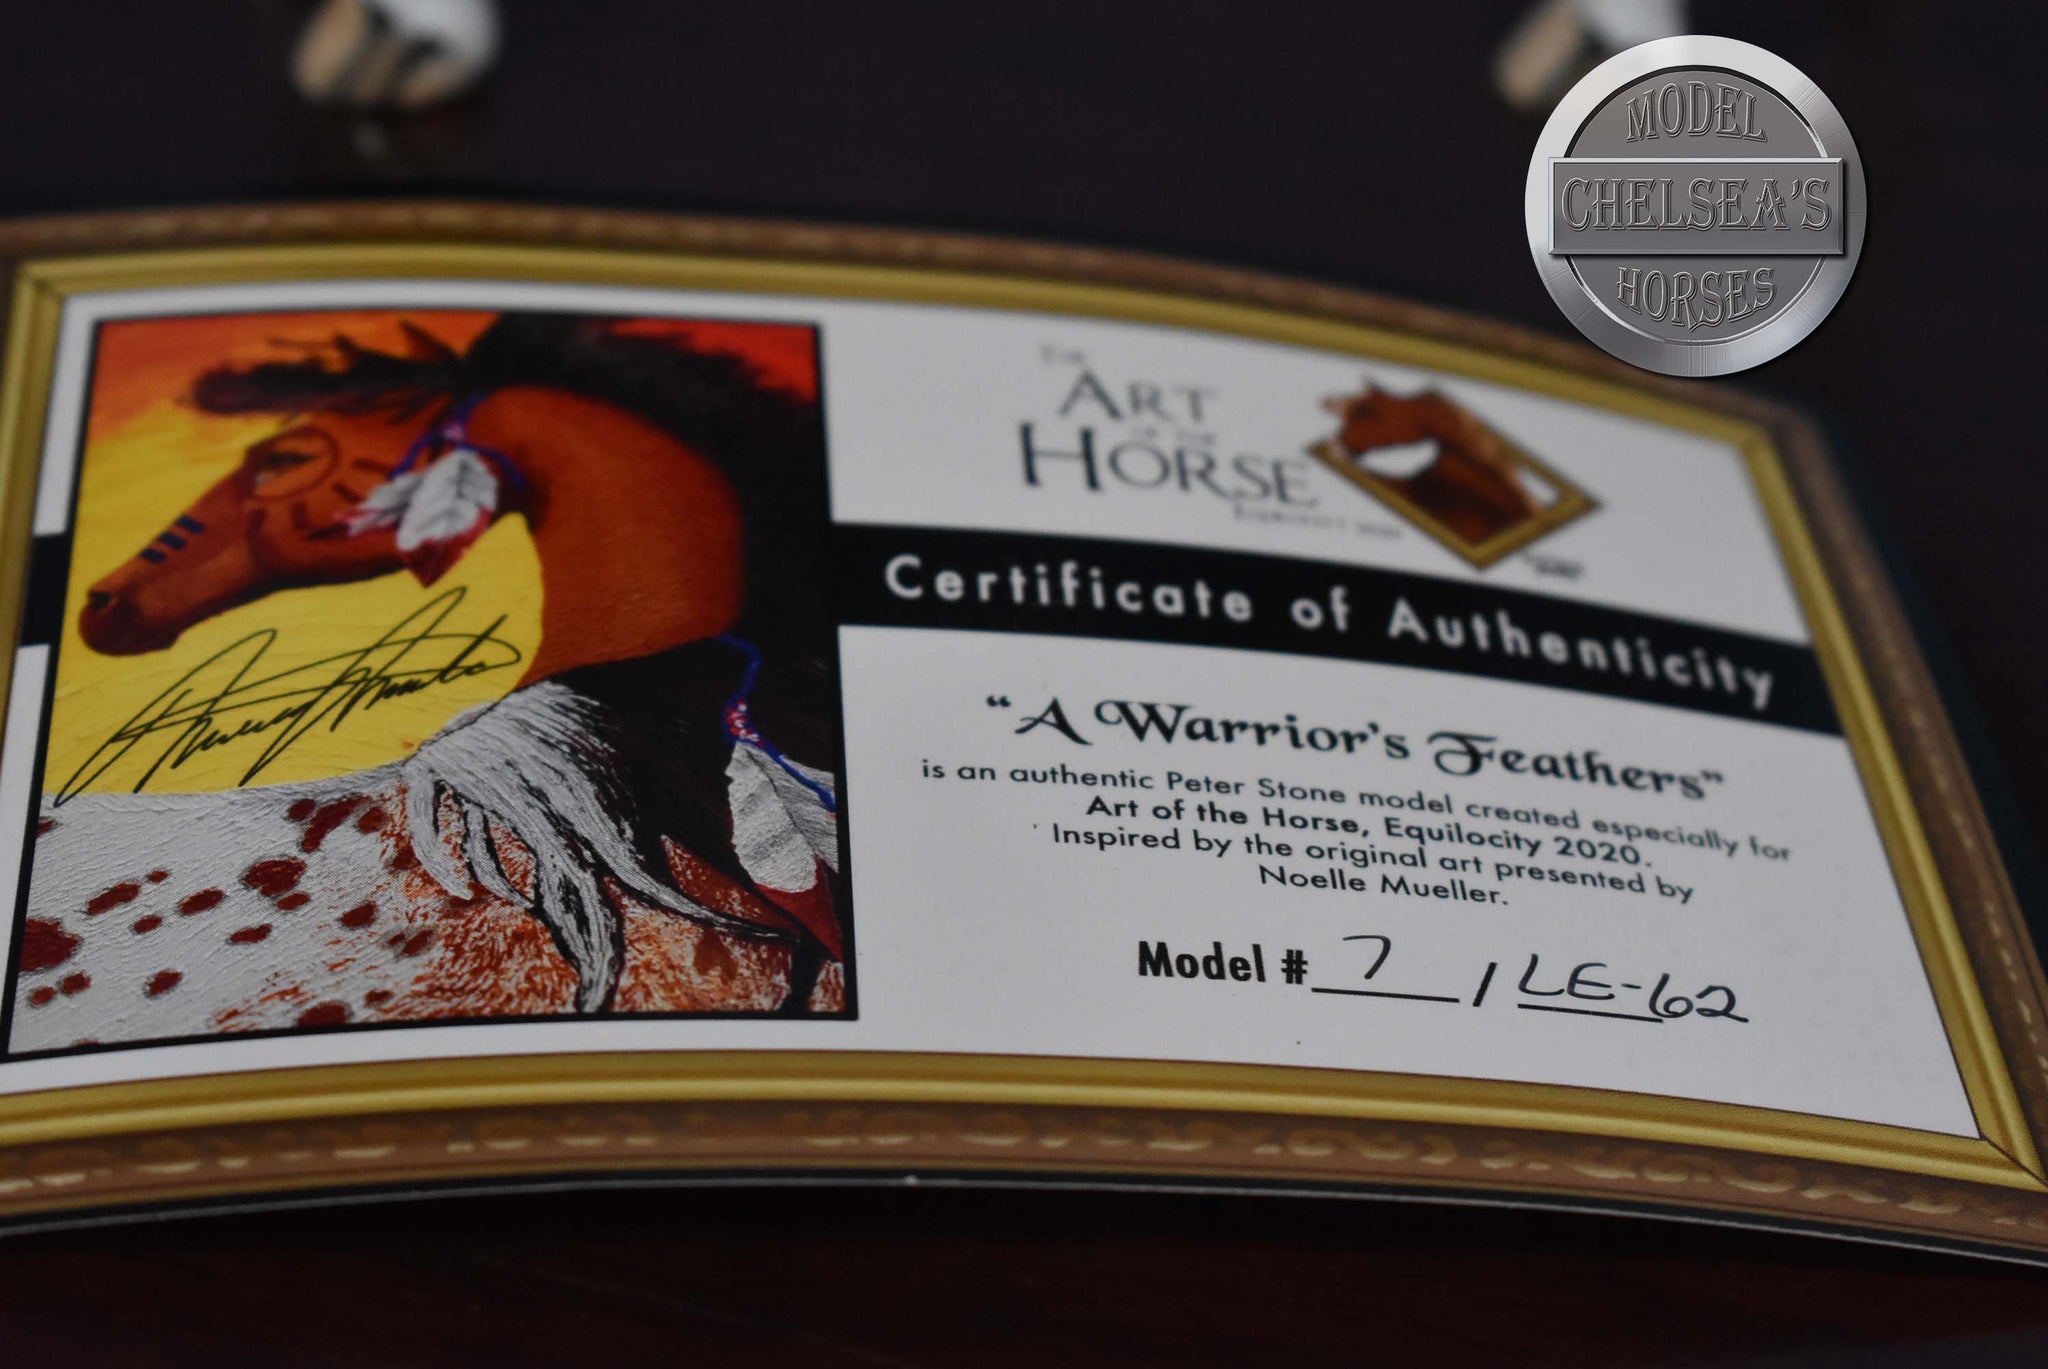 MODEL
CHELSEA'S
HORSES
THE
ART
OF THE
HORSE
EQUILOCITY 2020
Certificate of Authenticity
"A Warrior's Feathers"
is an authentic Peter Stone model created especially for
Art of the Horse, Equilocity 2020.
Inspired by the original art presented by
Noelle Mueller.
Model # 7 / LE-62